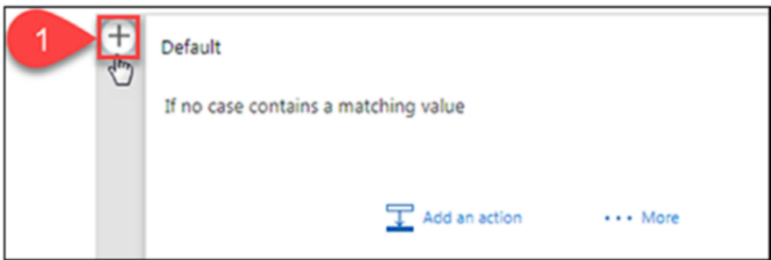 1
Default
If no case contains a matching value
Add an action
••• More